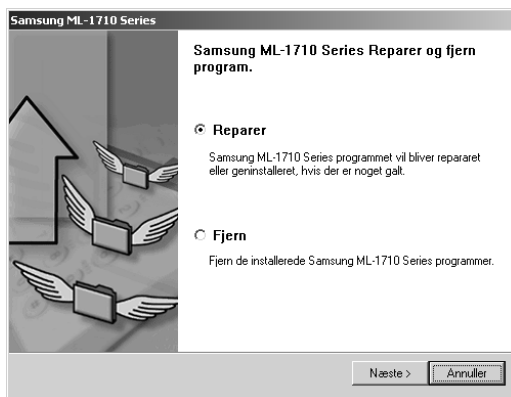 Samsung ML-1710 Series
Samsung ML-1710 Series Reparer og fjern
program.
Reparer
Samsung ML-1710 Series programmet vil bliver repararet
eller geninstalleret, hvis der er noget galt.
Fjern
Fjern de installerede Samsung ML-1710 Series programmer.
Næste >
Annuller